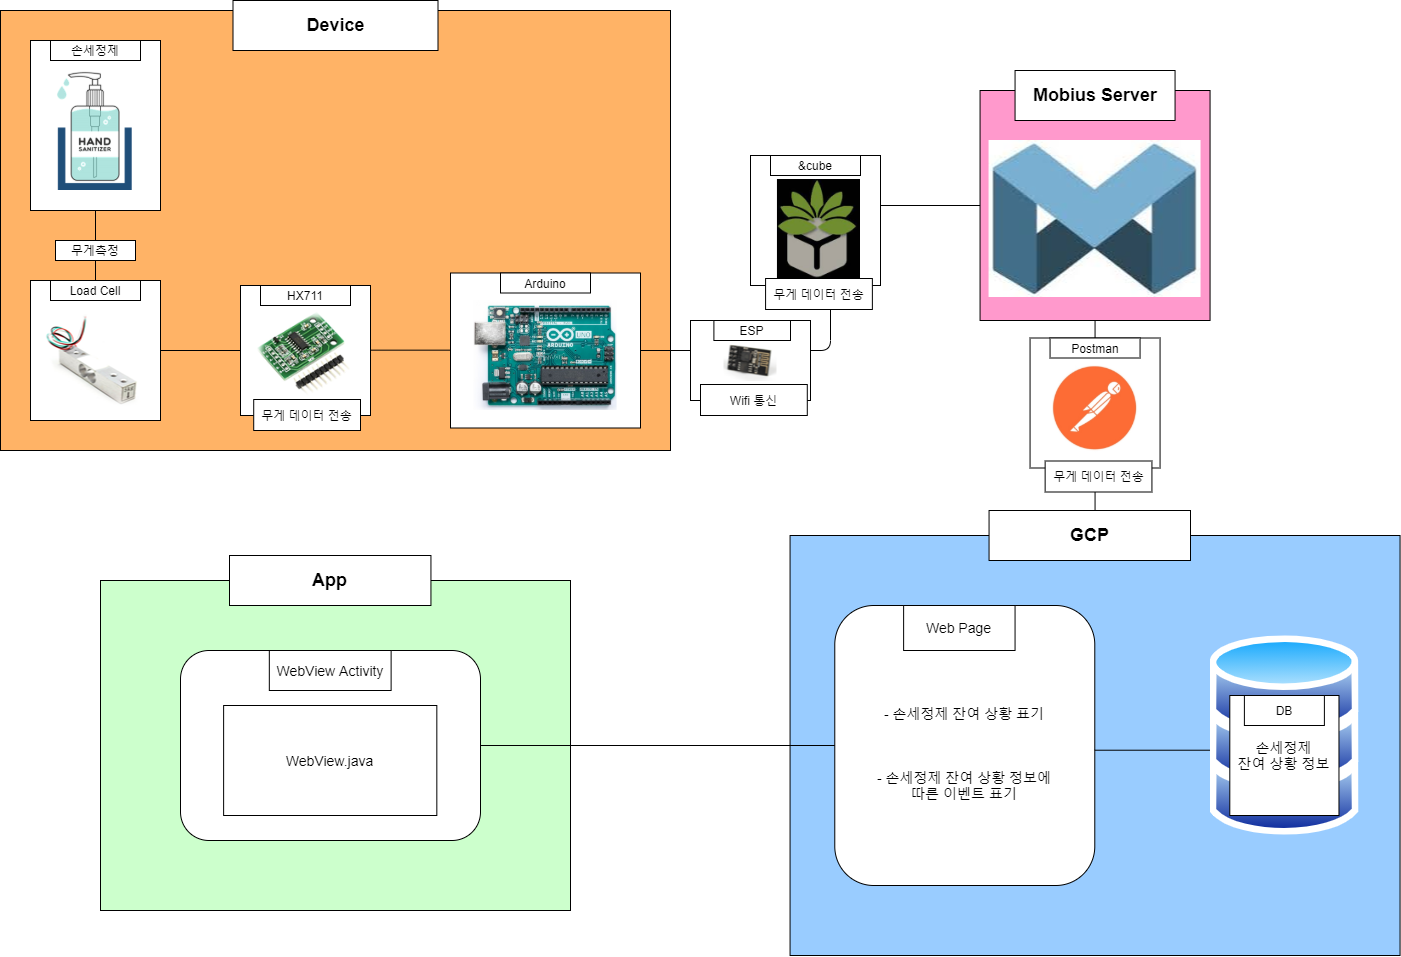 Device
손세정제
HAND
SANITIZER
무게측정
Load Cell
HX711
무게 데이터 전송
Arduino
UNO
ARDUINO
ESP
Wifi 통신
&cube
무게 데이터 전송
Mobius Server
Postman
무게 데이터 전송
GCP
Web Page
- 손세정제 잔여 상황 표기
- 손세정제 잔여 상황 정보에
따른 이벤트 표기
DB
손세정제
잔여 상황 정보
App
WebView Activity
WebView.java